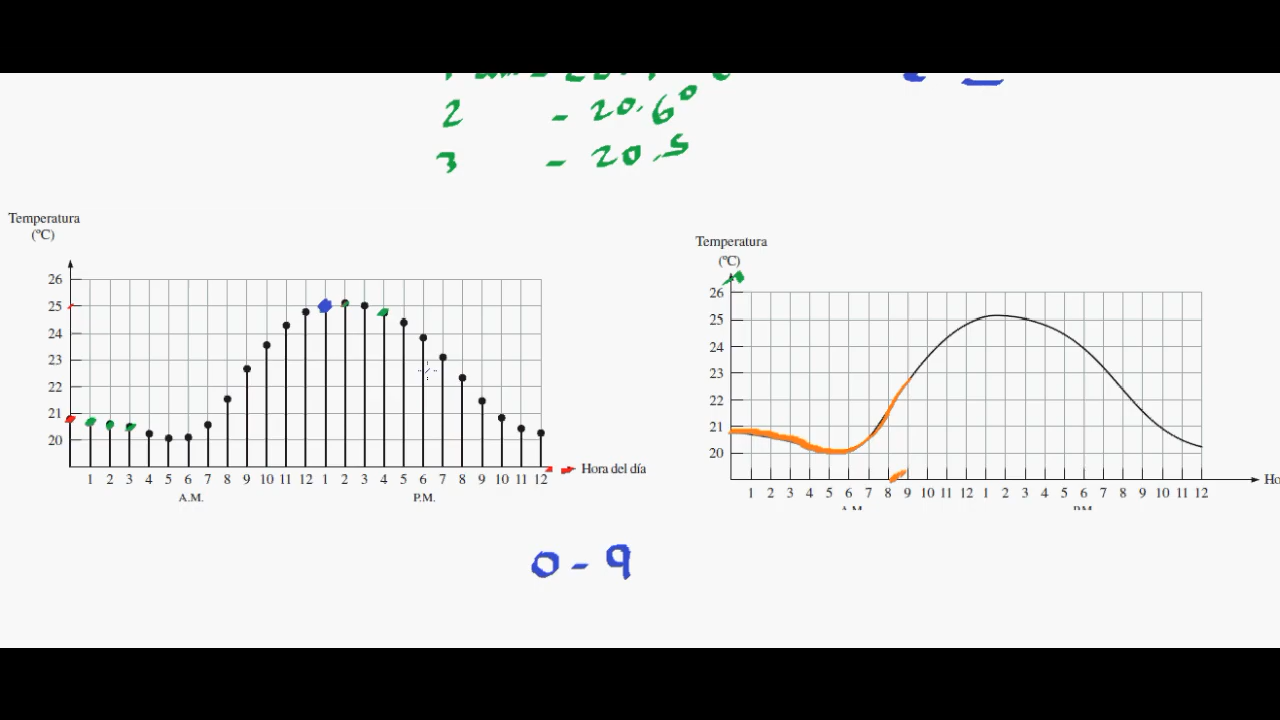 2 - 20.6°
3 - 20.5
Temperatura
(ºC)
26
25
24
23
22
21
20
1 2 3 4 5 6 7 8 9 10 11 12 1 2 3 4 5 6 7 8 9 10 11 12 Hora del día
A.M. P.M.
Temperatura
(ºC)
26
25
24
23
22
21
20
1 2 3 4 5 6 7 8 9 10 11 12 1 2 3 4 5 6 7 8 9 10 11 12 Ho
A.M. P.M.
0 - 9